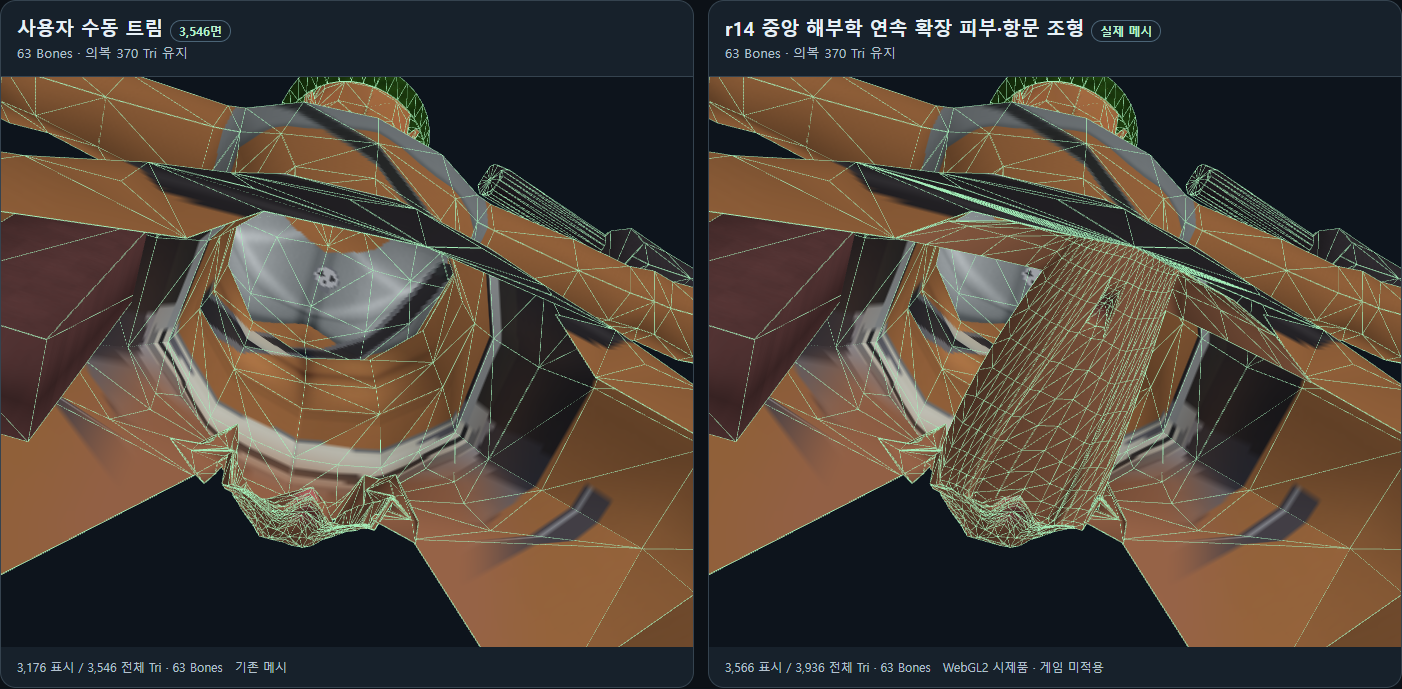 사용자 수동 트림 3,546면
63 Bones · 의복 370 Tri 유지
3,176 표시 / 3,546 전체 Tri · 63 Bones 기존 메시
r14 중앙 해부학 연속 확장 피부·항문 조형 실제 메시
63 Bones · 의복 370 Tri 유지
3,566 표시 / 3,936 전체 Tri · 63 Bones WebGL2 시제품 · 게임 미적용